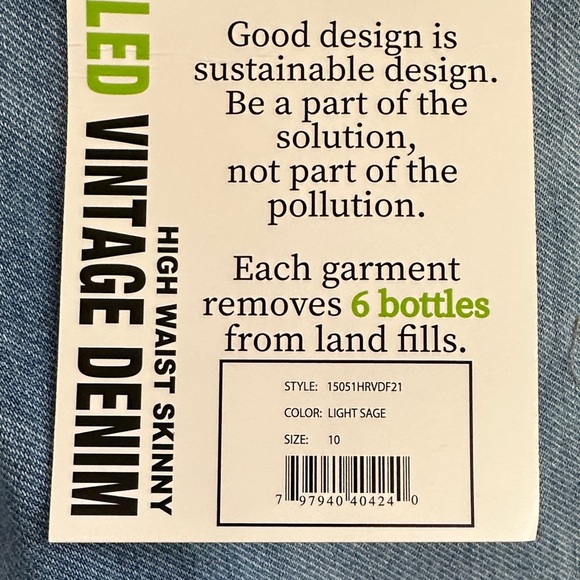 LED VINTAGE DENIM
HIGH WAIST SKINNY
Good design is
sustainable design.
Be a part of the
solution,
not part of the
pollution.
Each garment
removes 6 bottles
from land fills.
STYLE: 15051HRVDF21
COLOR: LIGHT SAGE
SIZE: 10
7 97940 40424 0